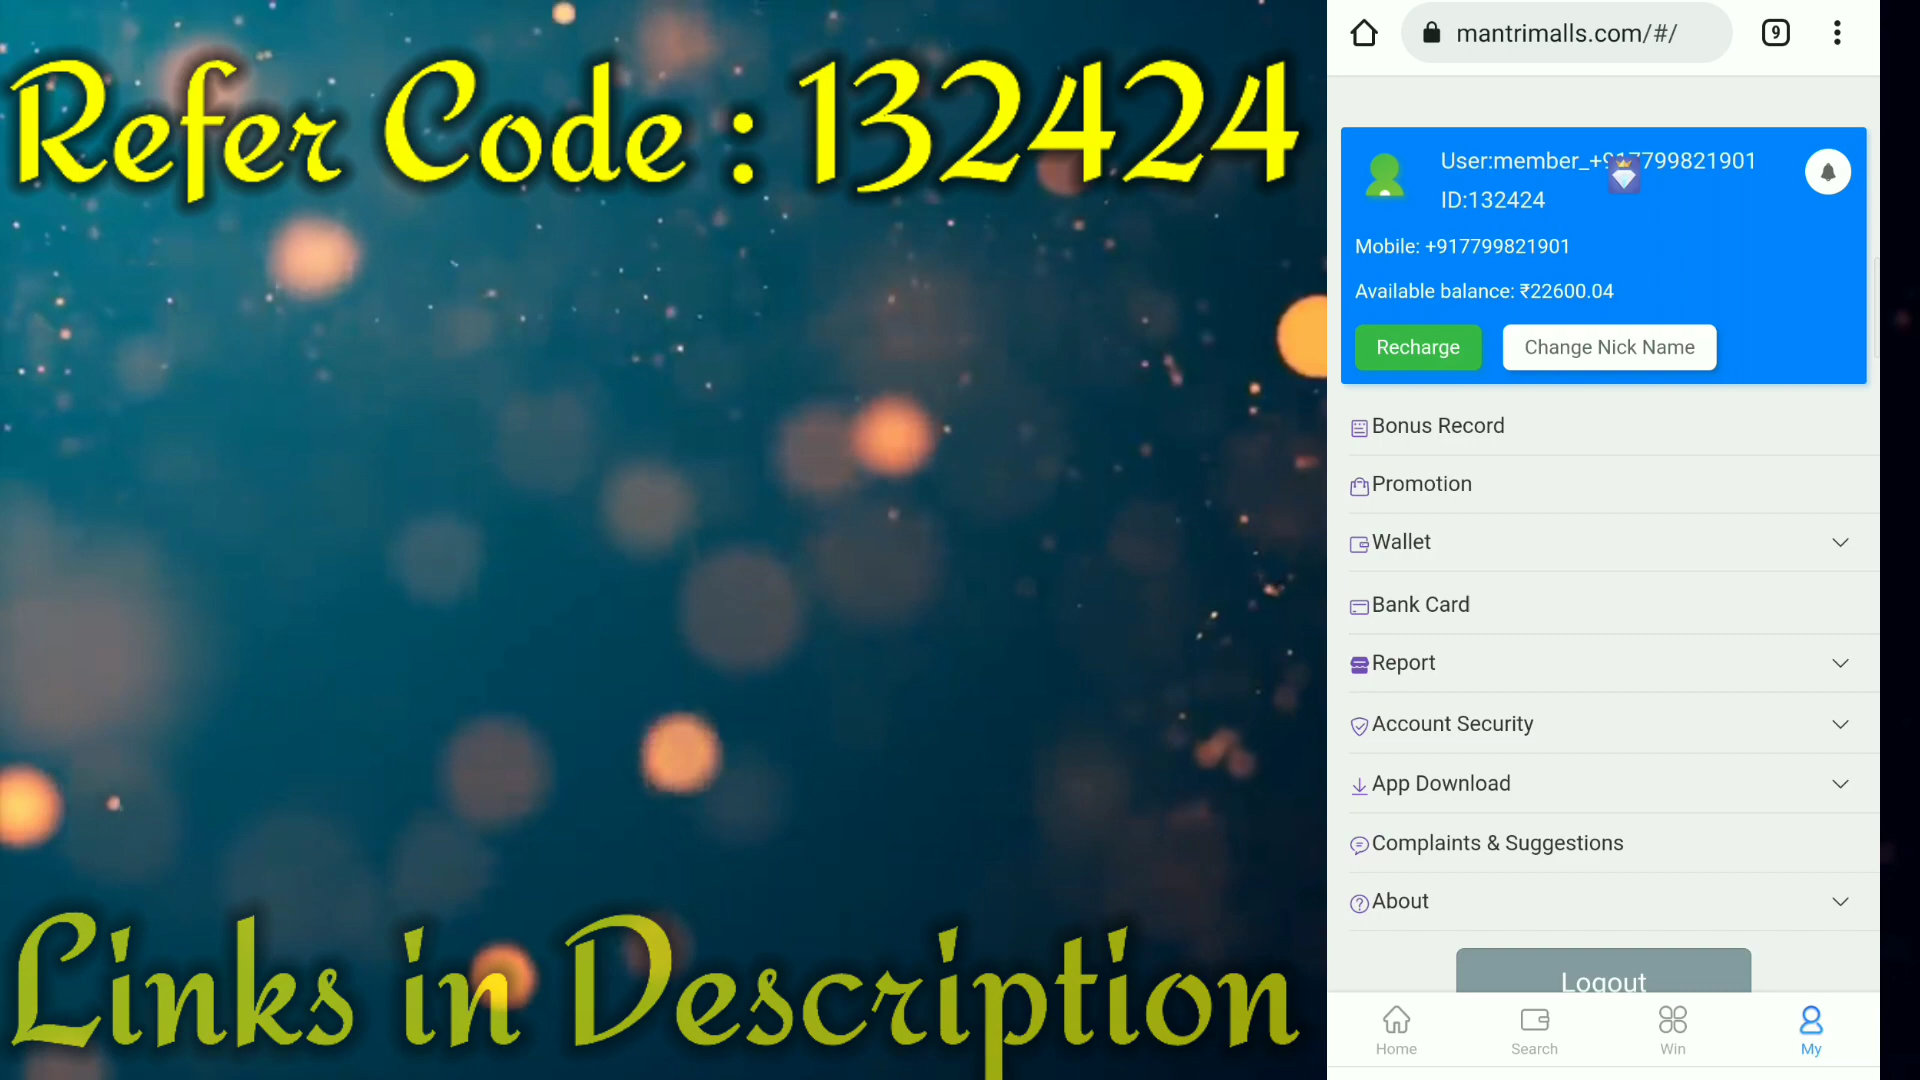 Refer Code : 132424
Links in Description
mantrimalls.com/#/
9
User:member_+917799821901
ID:132424
Mobile: +917799821901
Available balance: ₹22600.04
Recharge
Change Nick Name
Bonus Record
Promotion
Wallet
Bank Card
Report
Account Security
App Download
Complaints & Suggestions
About
Logout
Home
Search
Win
My